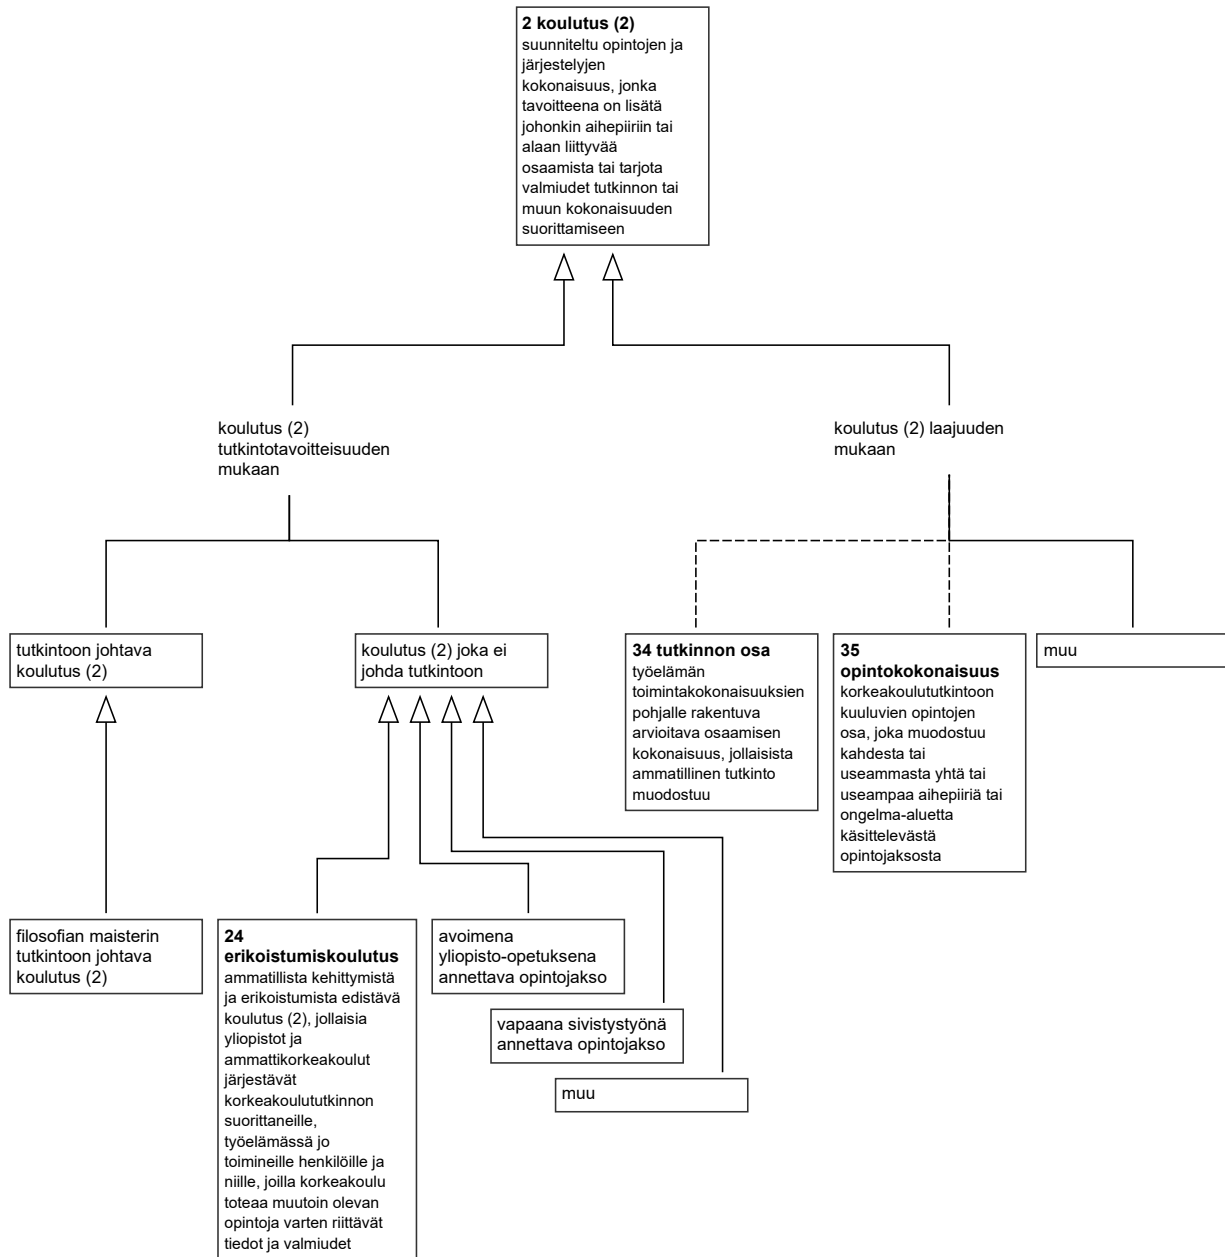 2 koulutus (2)
suunniteltu opintojen ja
järjestelyjen
kokonaisuus, jonka
tavoitteena on lisätä
johonkin aihepiiriin tai
alaan liittyvää
osaamista tai tarjota
valmiudet tutkinnon tai
muun kokonaisuuden
suorittamiseen
koulutus (2)
tutkintotavoitteisuuden
mukaan
koulutus (2) laajuuden
mukaan
tutkintoon johtava
koulutus (2)
koulutus (2) joka ei
johda tutkintoon
34 tutkinnon osa
työelämän
toimintakokonaisuuksien
pohjalle rakentuva
arvioitava osaamisen
kokonaisuus, jollaisista
ammatillinen tutkinto
muodostuu
35
opintokokonaisuus
korkeakoulututkintoon
kuuluvien opintojen
osa, joka muodostuu
kahdesta tai
useammasta yhtä tai
useampaa aihepiiriä tai
ongelma-aluetta
käsittelevästä
opintojaksosta
muu
filosofian maisterin
tutkintoon johtava
koulutus (2)
24
erikoistumiskoulutus
ammatillista kehittymistä
ja erikoistumista edistävä
koulutus (2), jollaisia
yliopistot ja
ammattikorkeakoulut
järjestävät
korkeakoulututkinnon
suorittaneille,
työelämässä jo
toimineille henkilöille ja
niille, joilla korkeakoulu
toteaa muutoin olevan
opintoja varten riittävät
tiedot ja valmiudet
avoimena
yliopisto-opetuksena
annettava opintojakso
vapaana sivistystyönä
annettava opintojakso
muu